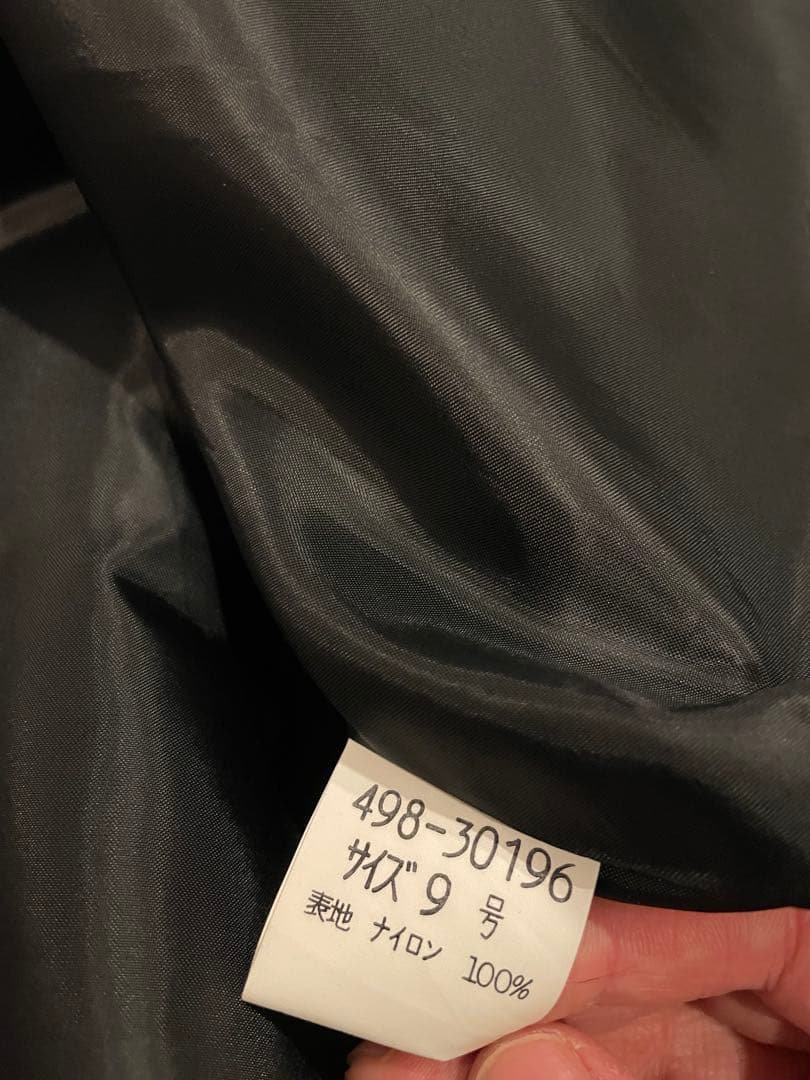 498-30196
サイズ 9 号
表地 ナイロン 100%